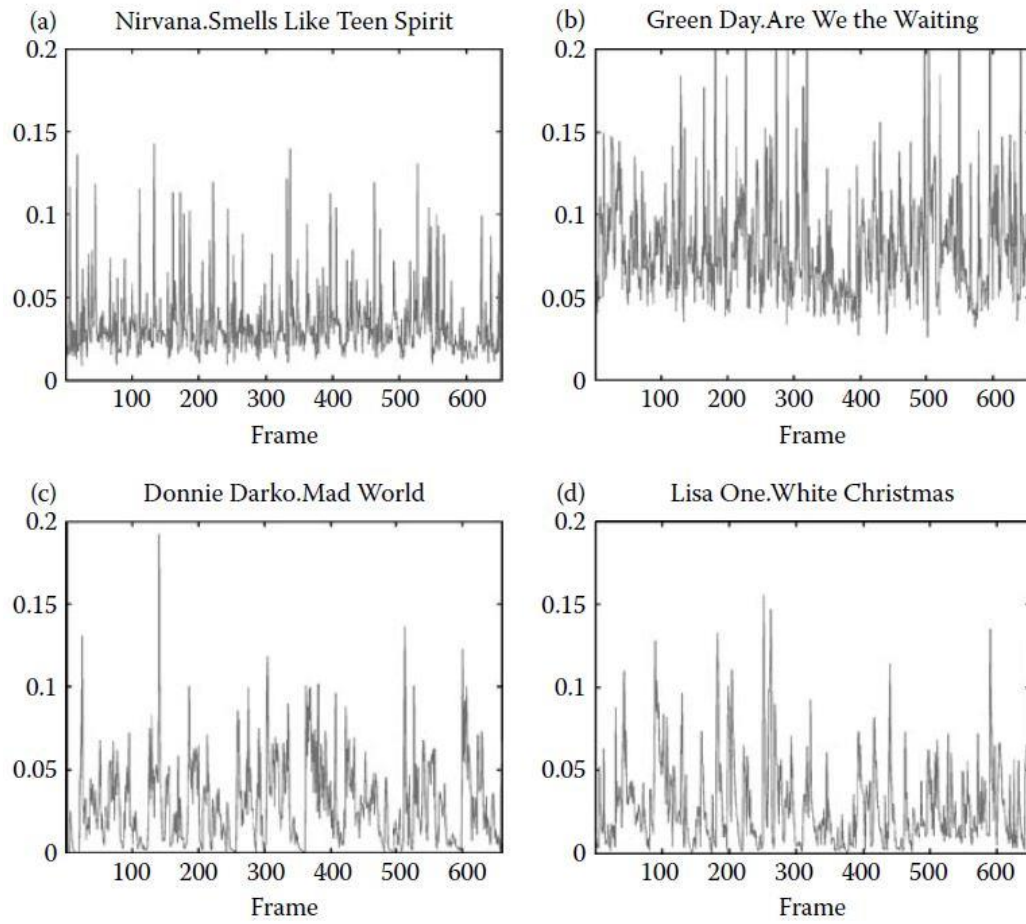 (a) Nirvana.Smells Like Teen Spirit
0.2
0.15
0.1
0.05
0
100 200 300 400 500 600
Frame
(b) Green Day.Are We the Waiting
0.2
0.15
0.1
0.05
0
100 200 300 400 500 600
Frame
(c) Donnie Darko.Mad World
0.2
0.15
0.1
0.05
0
100 200 300 400 500 600
Frame
(d) Lisa One.White Christmas
0.2
0.15
0.1
0.05
0
100 200 300 400 500 600
Frame